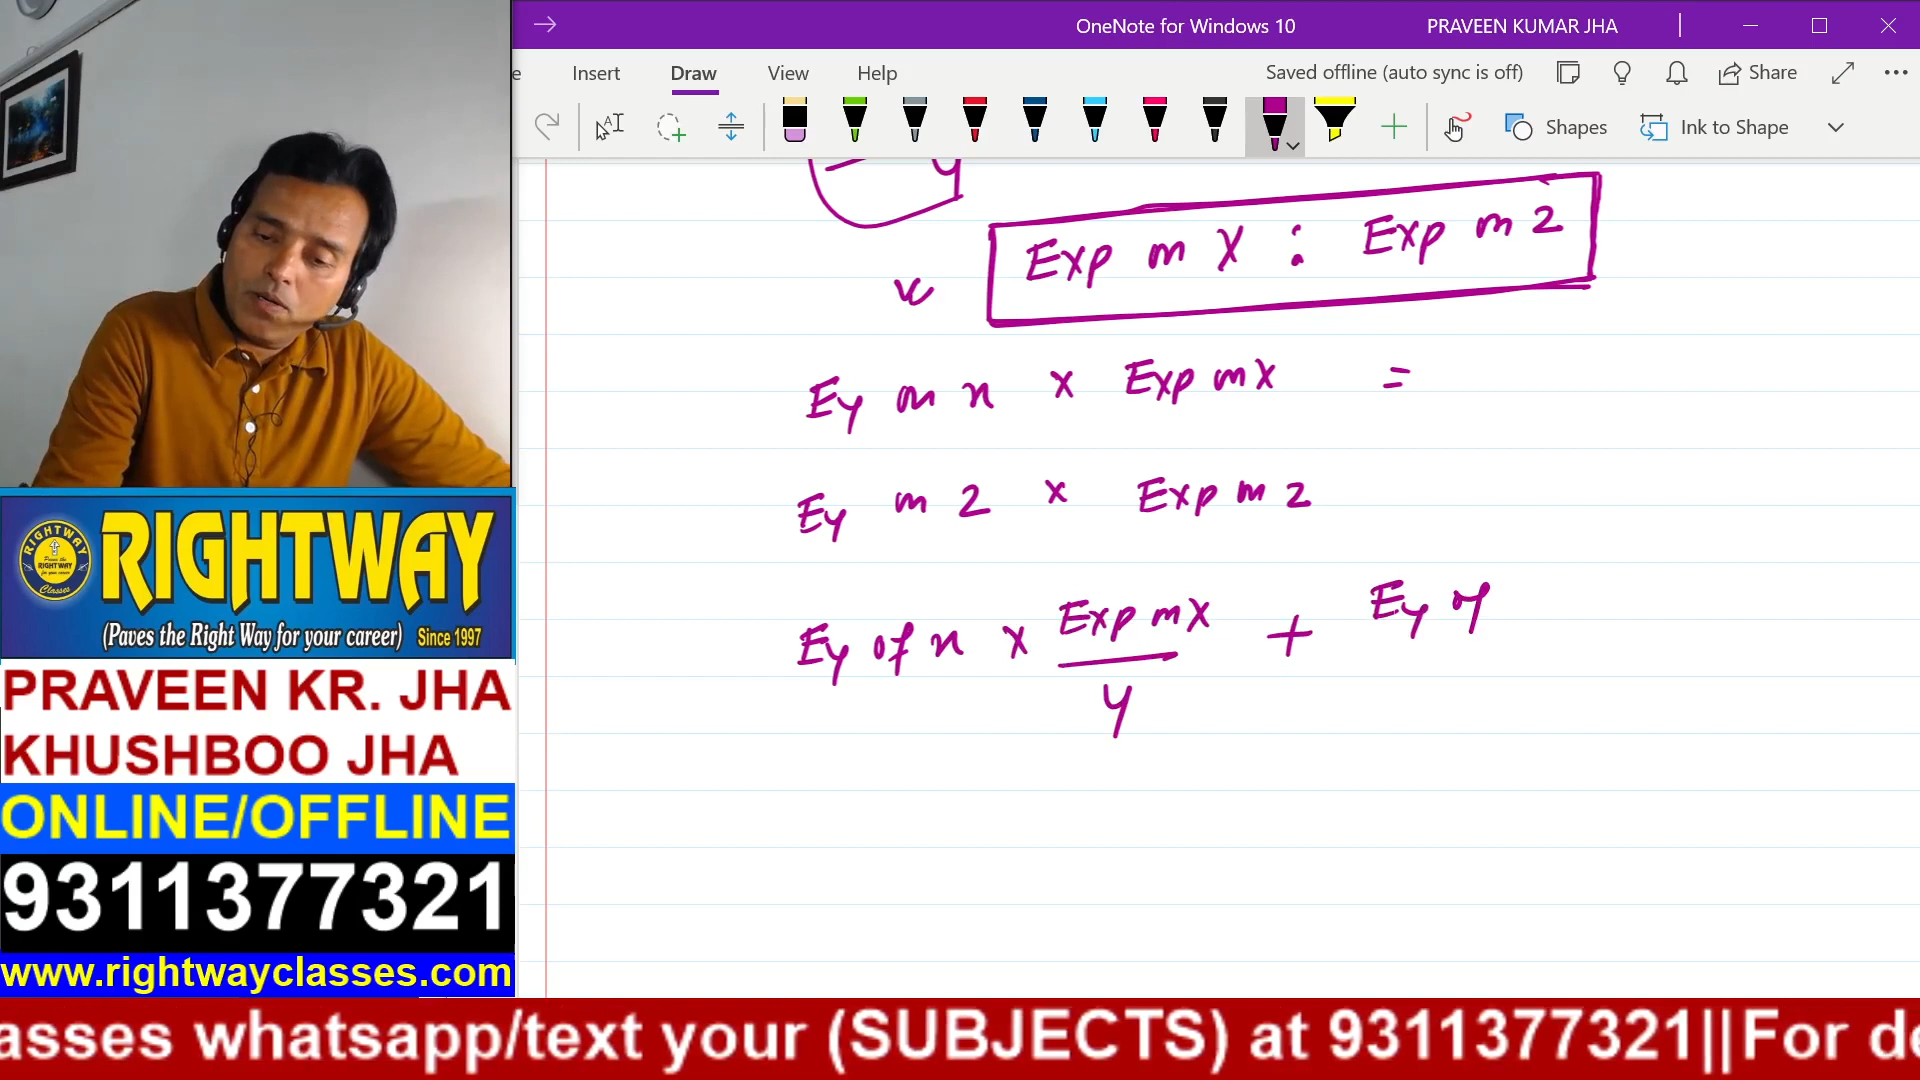 OneNote for Windows 10 PRAVEEN KUMAR JHA
Insert Draw View Help Saved offline (auto sync is off) Share
Shapes Ink to Shape
y
Exp m X : Exp m 2
Ey m x × Exp m X =
Ey m 2 × Exp m 2
Ey of x × Exp m X + Ey of
y
RIGHTWAY
RIGHTWAY
Classes
(Paves the Right Way for your career) Since 1997
PRAVEEN KR. JHA
KHUSHBOO JHA
ONLINE/OFFLINE
9311377321
www.rightwayclasses.com
asses whatsapp/text your (SUBJECTS) at 9311377321||For de